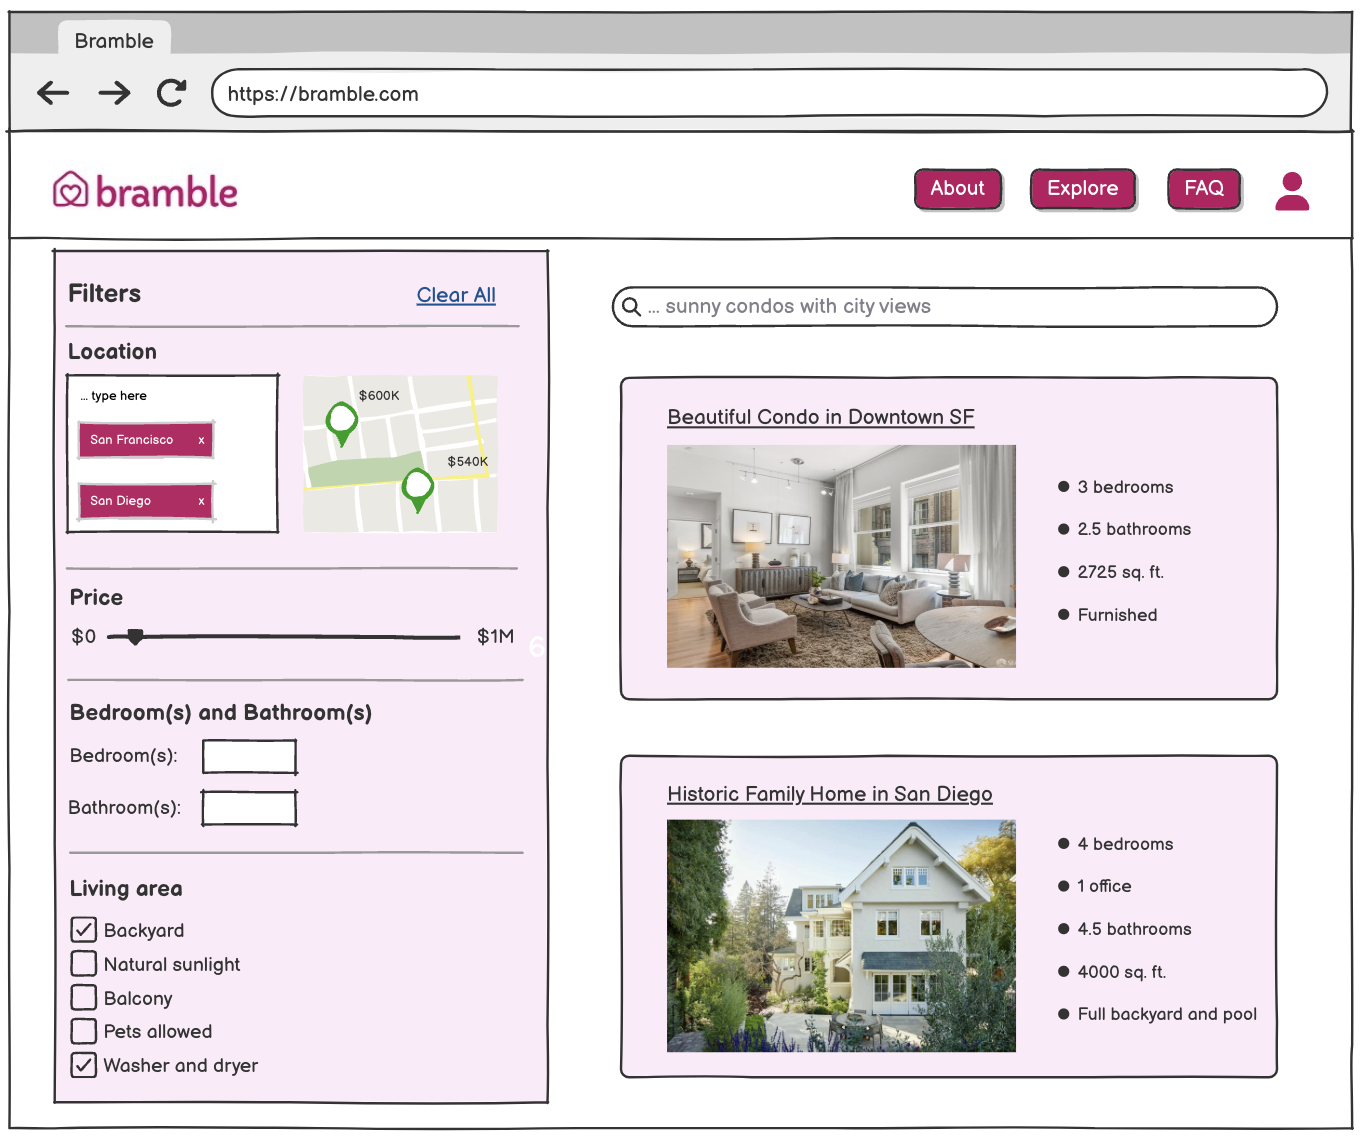 Bramble
https://bramble.com
bramble
About
Explore
FAQ
Filters
Clear All
Location
... type here
San Francisco x
San Diego x
$600K
$540K
Price
$0
$1M
6
Bedroom(s) and Bathroom(s)
Bedroom(s):
Bathroom(s):
Living area
Backyard
Natural sunlight
Balcony
Pets allowed
Washer and dryer
... sunny condos with city views
Beautiful Condo in Downtown SF
3 bedrooms
2.5 bathrooms
2725 sq. ft.
Furnished
Historic Family Home in San Diego
4 bedrooms
1 office
4.5 bathrooms
4000 sq. ft.
Full backyard and pool